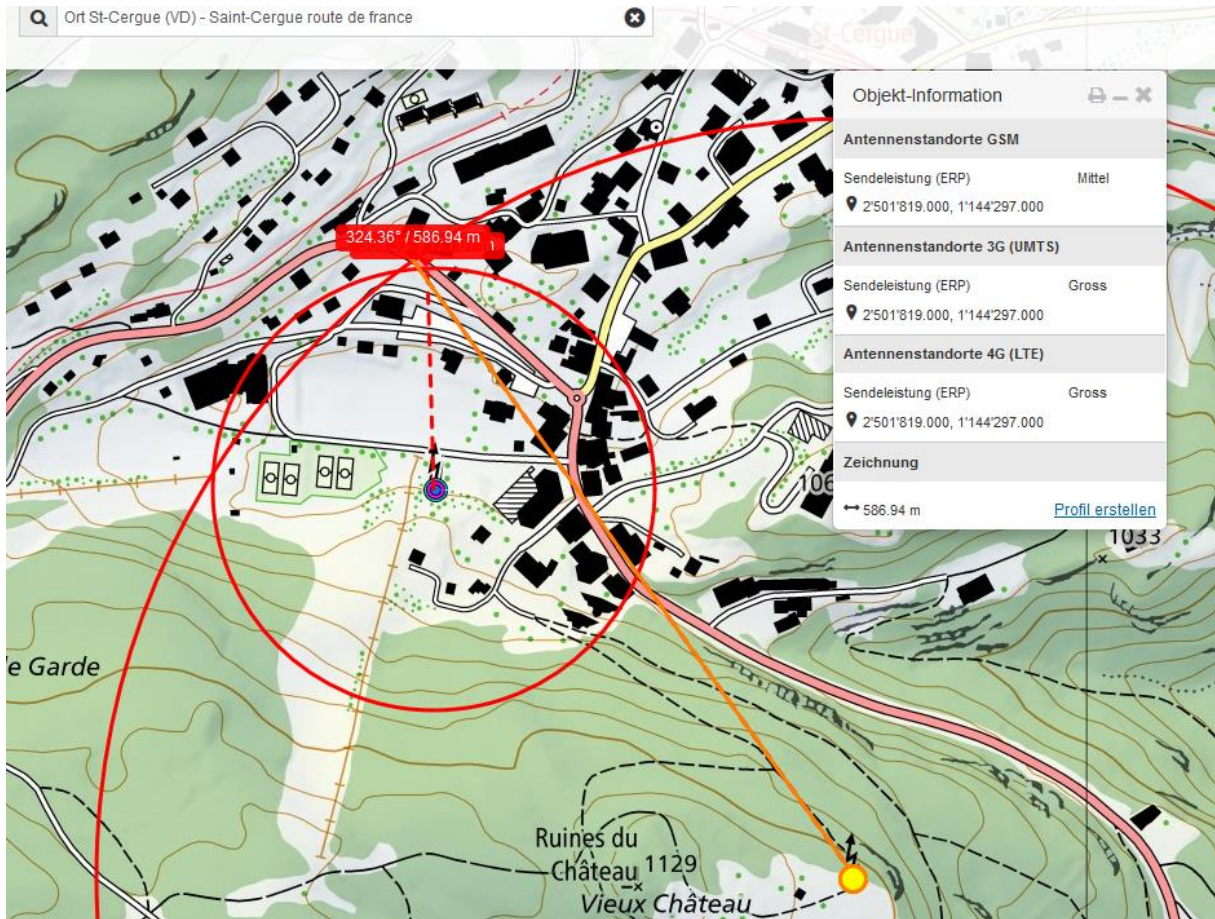 Ort St-Cergue (VD) - Saint-Cergue route de france
St-Cergue
Objekt-Information
Antennenstandorte GSM
Sendeleistung (ERP) Mittel
2'501'819.000, 1'144'297.000
Antennenstandorte 3G (UMTS)
Sendeleistung (ERP) Gross
2'501'819.000, 1'144'297.000
Antennenstandorte 4G (LTE)
Sendeleistung (ERP) Gross
2'501'819.000, 1'144'297.000
Zeichnung
586.94 m Profil erstellen
324.36° / 586.94 m
1033
Garde
Ruines du
Château 1129
Vieux Château